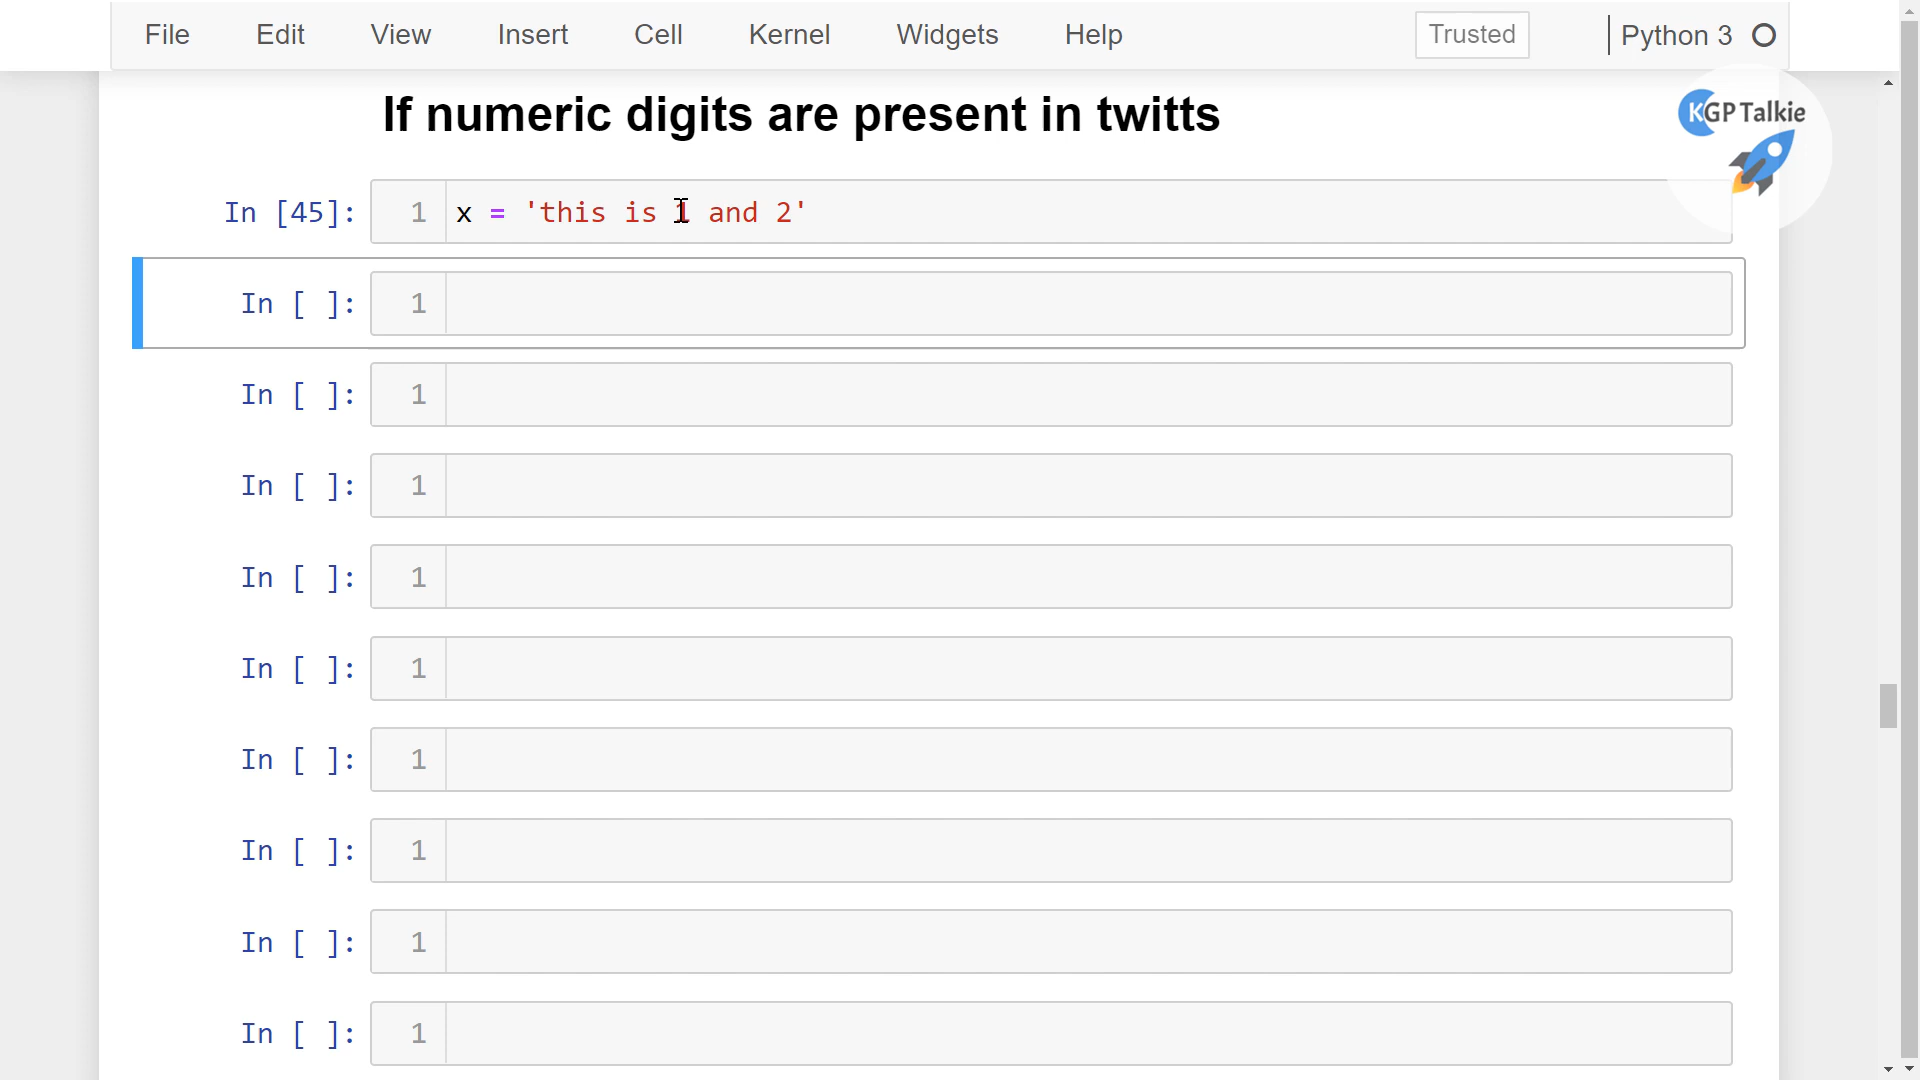 File Edit View Insert Cell Kernel Widgets Help Trusted Python 3
KGP Talkie
If numeric digits are present in twitts
In [45]: 1 x = 'this is 1 and 2'
In [ ]: 1
In [ ]: 1
In [ ]: 1
In [ ]: 1
In [ ]: 1
In [ ]: 1
In [ ]: 1
In [ ]: 1
In [ ]: 1